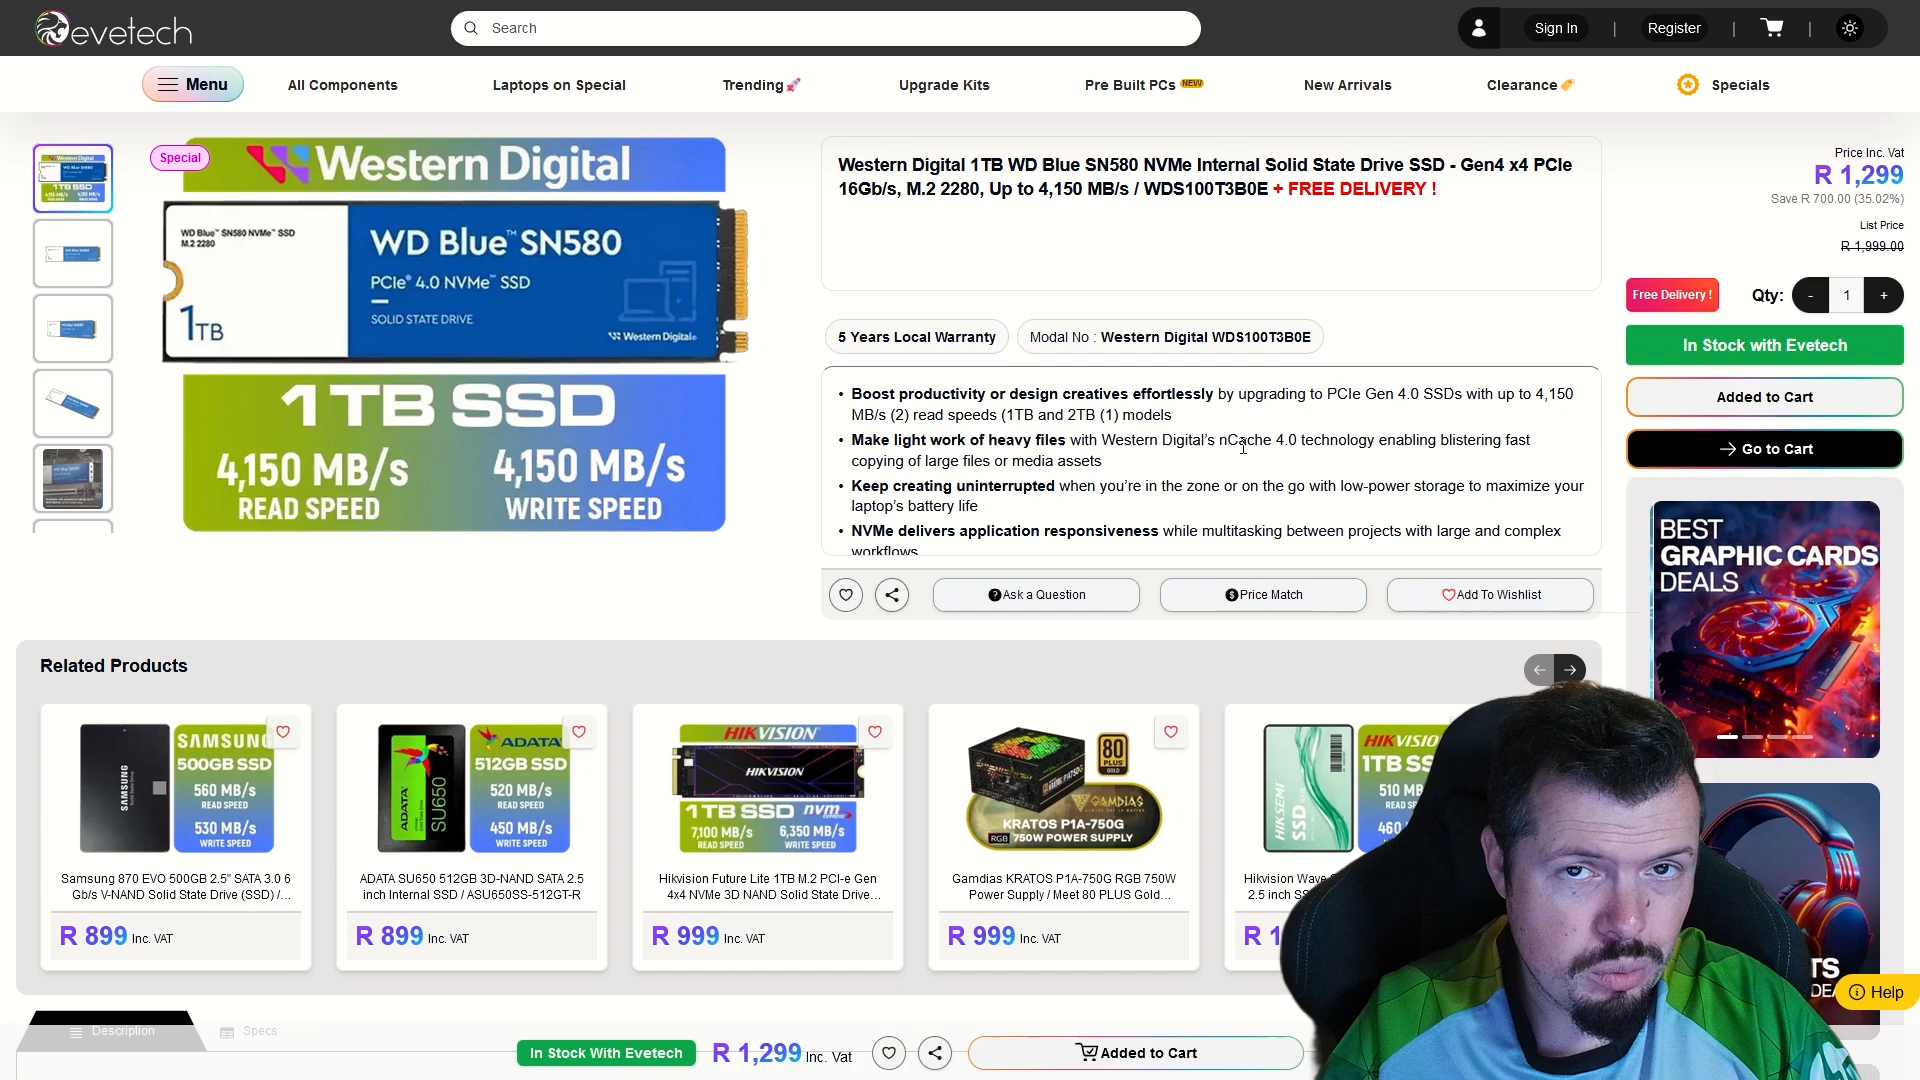 evetech
Search
Sign In
|
Register
|
|
Menu
All Components
Laptops on Special
Trending
Upgrade Kits
Pre Built PCs NEW
New Arrivals
Clearance
Specials
Special
Western Digital
WD Blue™ SN580 NVMe™ SSD
M.2 2280
WD Blue™ SN580
PCIe® 4.0 NVMe™ SSD
SOLID STATE DRIVE
1TB
Western Digital®
1TB SSD
4,150 MB/s
READ SPEED
4,150 MB/s
WRITE SPEED
Western Digital 1TB WD Blue SN580 NVMe Internal Solid State Drive SSD - Gen4 x4 PCIe
16Gb/s, M.2 2280, Up to 4,150 MB/s / WDS100T3B0E + FREE DELIVERY !
5 Years Local Warranty
Modal No : Western Digital WDS100T3B0E
• Boost productivity or design creatives effortlessly by upgrading to PCIe Gen 4.0 SSDs with up to 4,150
MB/s (2) read speeds (1TB and 2TB (1) models
• Make light work of heavy files with Western Digital’s nCache 4.0 technology enabling blistering fast
copying of large files or media assets
• Keep creating uninterrupted when you’re in the zone or on the go with low-power storage to maximize your
laptop’s battery life
• NVMe delivers application responsiveness while multitasking between projects with large and complex
workflows
Ask a Question
Price Match
Add To Wishlist
Price Inc. Vat
R 1,299
Save R 700.00 (35.02%)
List Price
R 1,999.00
Free Delivery !
Qty:
-
1
+
In Stock with Evetech
Added to Cart
Go to Cart
BEST
GRAPHIC CARDS
DEALS
Related Products
SAMSUNG
SAMSUNG
500GB SSD
560 MB/s
READ SPEED
530 MB/s
WRITE SPEED
Samsung 870 EVO 500GB 2.5" SATA 3.0 6
Gb/s V-NAND Solid State Drive (SSD) /...
R 899 Inc. VAT
ADATA
SU650
ADATA
512GB SSD
520 MB/s
READ SPEED
450 MB/s
WRITE SPEED
ADATA SU650 512GB 3D-NAND SATA 2.5
inch Internal SSD / ASU650SS-512GT-R
R 899 Inc. VAT
HIKVISION
HIKVISION
1TB SSD nvm
EXPRESS
7,100 MB/s
READ SPEED
6,350 MB/s
WRITE SPEED
Hikvision Future Lite 1TB M.2 PCI-e Gen
4x4 NVMe 3D NAND Solid State Drive...
R 999 Inc. VAT
80
PLUS
GOLD
GAMDIAS
KRATOS P1A-750G
RGB 750W POWER SUPPLY
Gamdias KRATOS P1A-750G RGB 750W
Power Supply / Meet 80 PLUS Gold...
R 999 Inc. VAT
HIKSEMI
SSD
HIKVISIO
1TB SS
510 MB
READ SP
460
Hikvision Wave
2.5 inch S
R 1
TS
DEA
Help
Description
Specs
In Stock With Evetech
R 1,299 Inc. Vat
Added to Cart